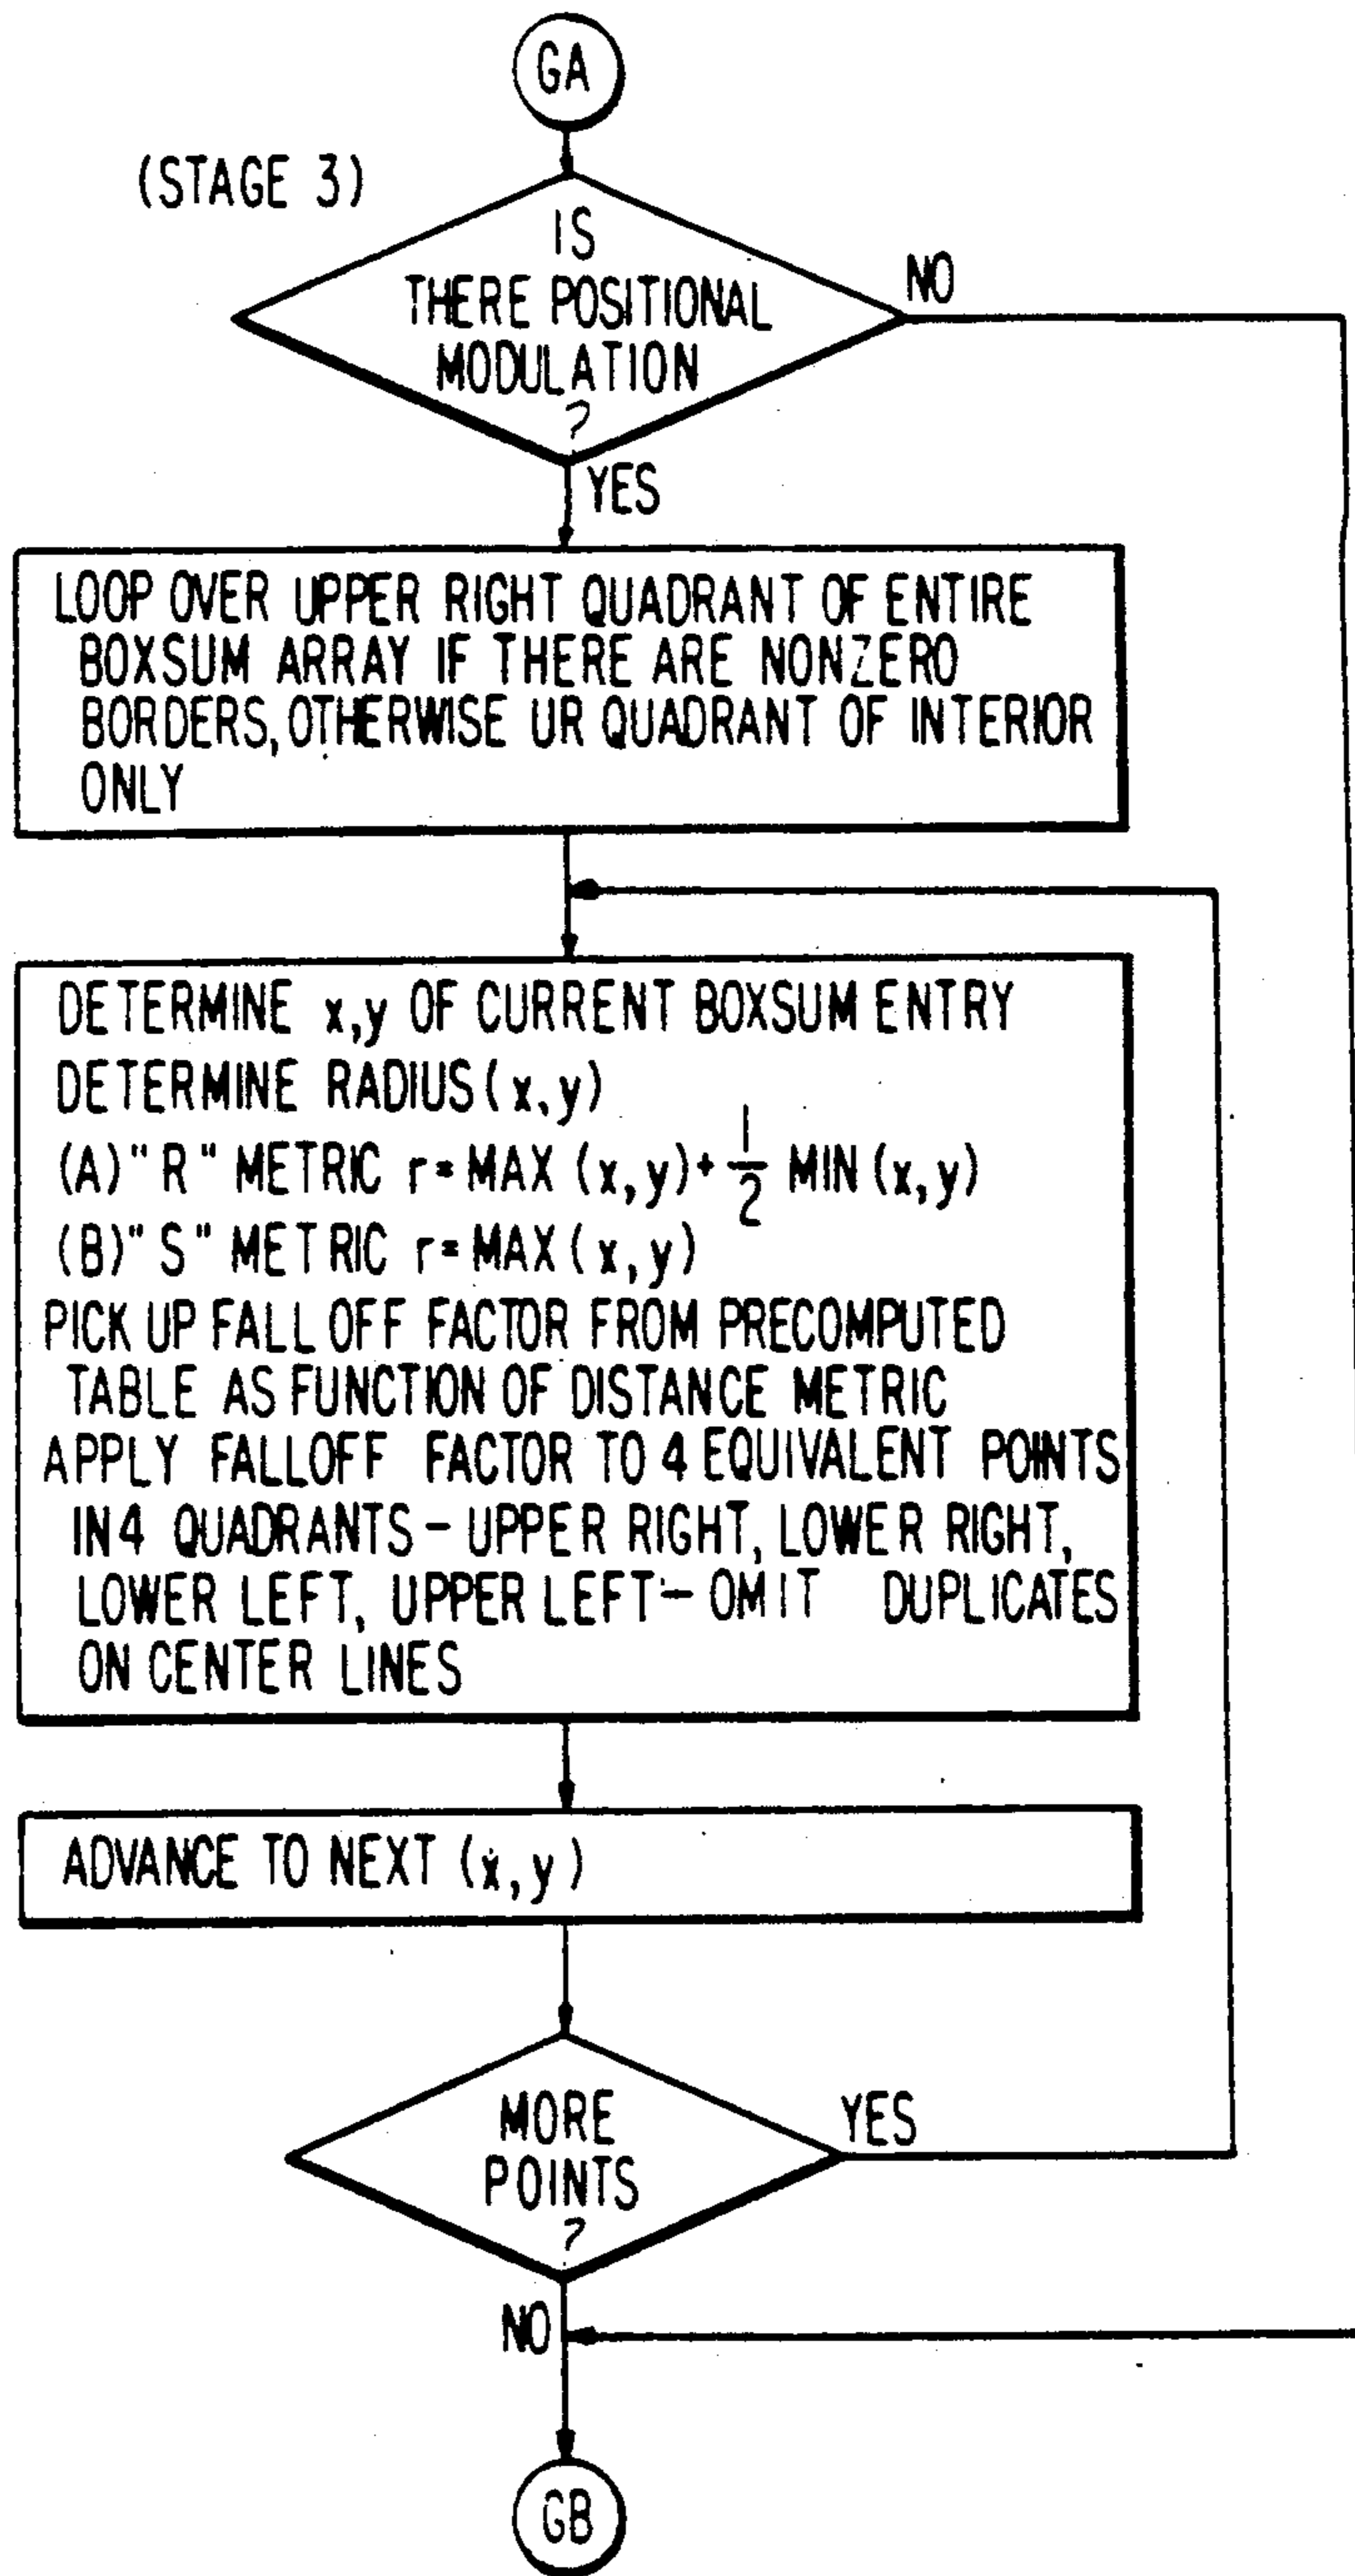 GA
(STAGE 3)
IS
THERE POSITIONAL
MODULATION
?
NO
YES
LOOP OVER UPPER RIGHT QUADRANT OF ENTIRE
BOXSUM ARRAY IF THERE ARE NONZERO
BORDERS, OTHERWISE UR QUADRANT OF INTERIOR
ONLY
DETERMINE x,y OF CURRENT BOXSUM ENTRY
DETERMINE RADIUS (x,y)
(A) "R" METRIC r = MAX (x,y) + 1/2 MIN (x,y)
(B) "S" METRIC r = MAX (x,y)
PICK UP FALL OFF FACTOR FROM PRECOMPUTED
TABLE AS FUNCTION OF DISTANCE METRIC
APPLY FALLOFF FACTOR TO 4 EQUIVALENT POINTS
IN 4 QUADRANTS - UPPER RIGHT, LOWER RIGHT,
LOWER LEFT, UPPER LEFT - OMIT DUPLICATES
ON CENTER LINES
ADVANCE TO NEXT (x,y)
MORE
POINTS
?
YES
NO
GB